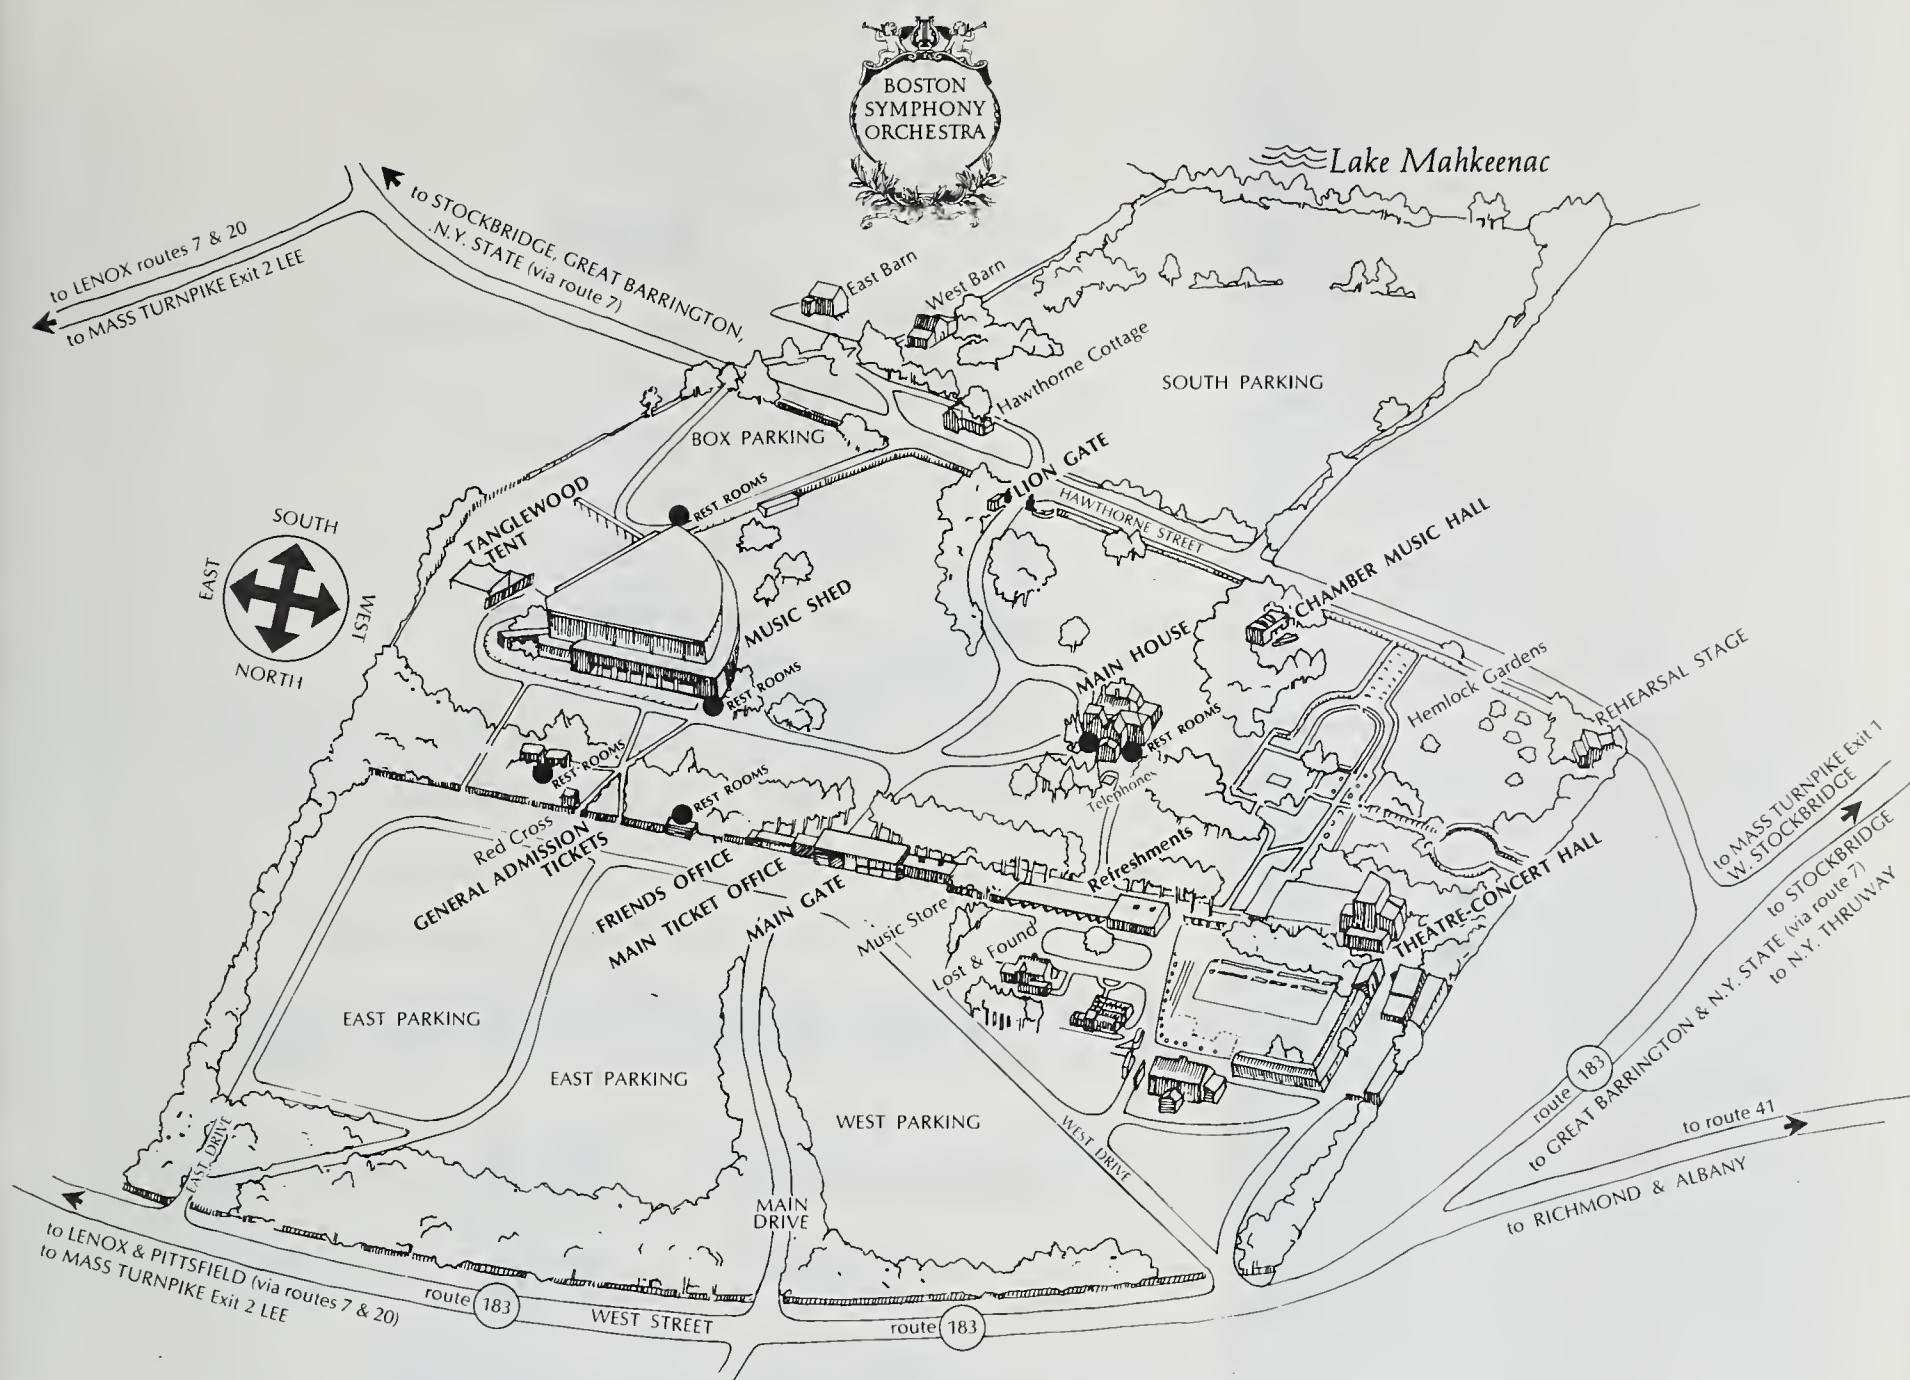 BOSTON
SYMPHONY
ORCHESTRA
Lake Mahkeenac
to STOCKBRIDGE, GREAT BARRINGTON,
N.Y. STATE (via route 7)
to LENOX routes 7 & 20
to MASS TURNPIKE Exit 2 LEE
East Barn
West Barn
Hawthorne Cottage
SOUTH PARKING
BOX PARKING
LION GATE
HAWTHORNE STREET
REST ROOMS
TANGLEWOOD
TENT
SOUTH
EAST
WEST
NORTH
MUSIC SHED
CHAMBER MUSIC HALL
MAIN HOUSE
Hemlock Gardens
REHEARSAL STAGE
REST ROOMS
REST ROOMS
REST ROOMS
REST ROOMS
Telephones
Red Cross
GENERAL ADMISSION
TICKETS
FRIENDS OFFICE
MAIN TICKET OFFICE
MAIN GATE
Music Store
Refreshments
Lost & Found
THEATRE-CONCERT HALL
to MASS TURNPIKE Exit 1
W. STOCKBRIDGE
to STOCKBRIDGE
(via route 7)
to GREAT BARRINGTON & N.Y. STATE
to N.Y. THRUWAY
EAST PARKING
EAST PARKING
WEST PARKING
route 183
to route 41
to RICHMOND & ALBANY
EAST DRIVE
MAIN
DRIVE
WEST DRIVE
to LENOX & PITTSFIELD (via routes 7 & 20)
to MASS TURNPIKE Exit 2 LEE
route 183
WEST STREET
route 183